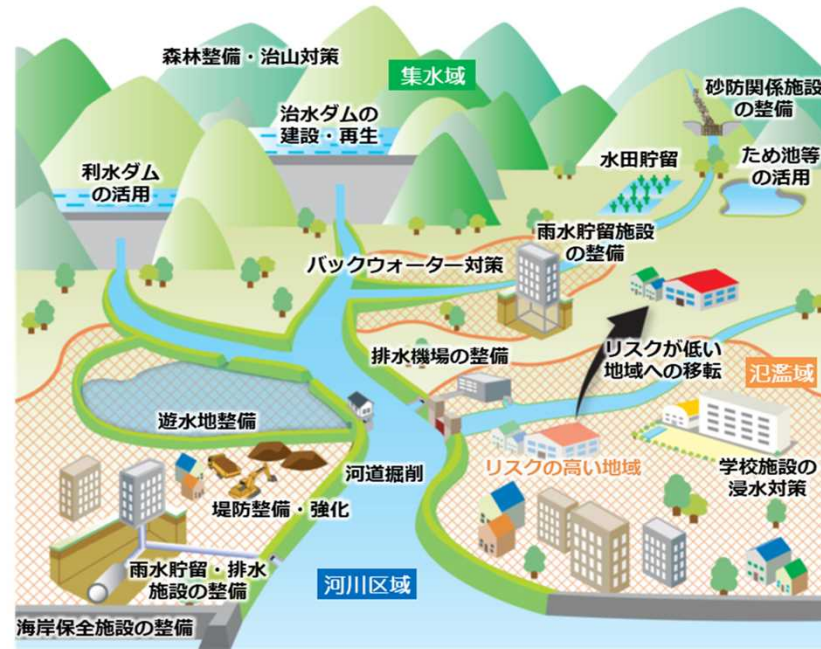 森林整備・治山対策
集水域
砂防関係施設
の整備
治水ダムの
建設・再生
水田貯留
ため池等
の活用
利水ダム
の活用
雨水貯留施設
の整備
バックウォーター対策
排水機場の整備
リスクが低い
地域への移転
氾濫域
遊水地整備
リスクの高い地域
学校施設の
浸水対策
河道掘削
堤防整備・強化
雨水貯留・排水
施設の整備
河川区域
海岸保全施設の整備